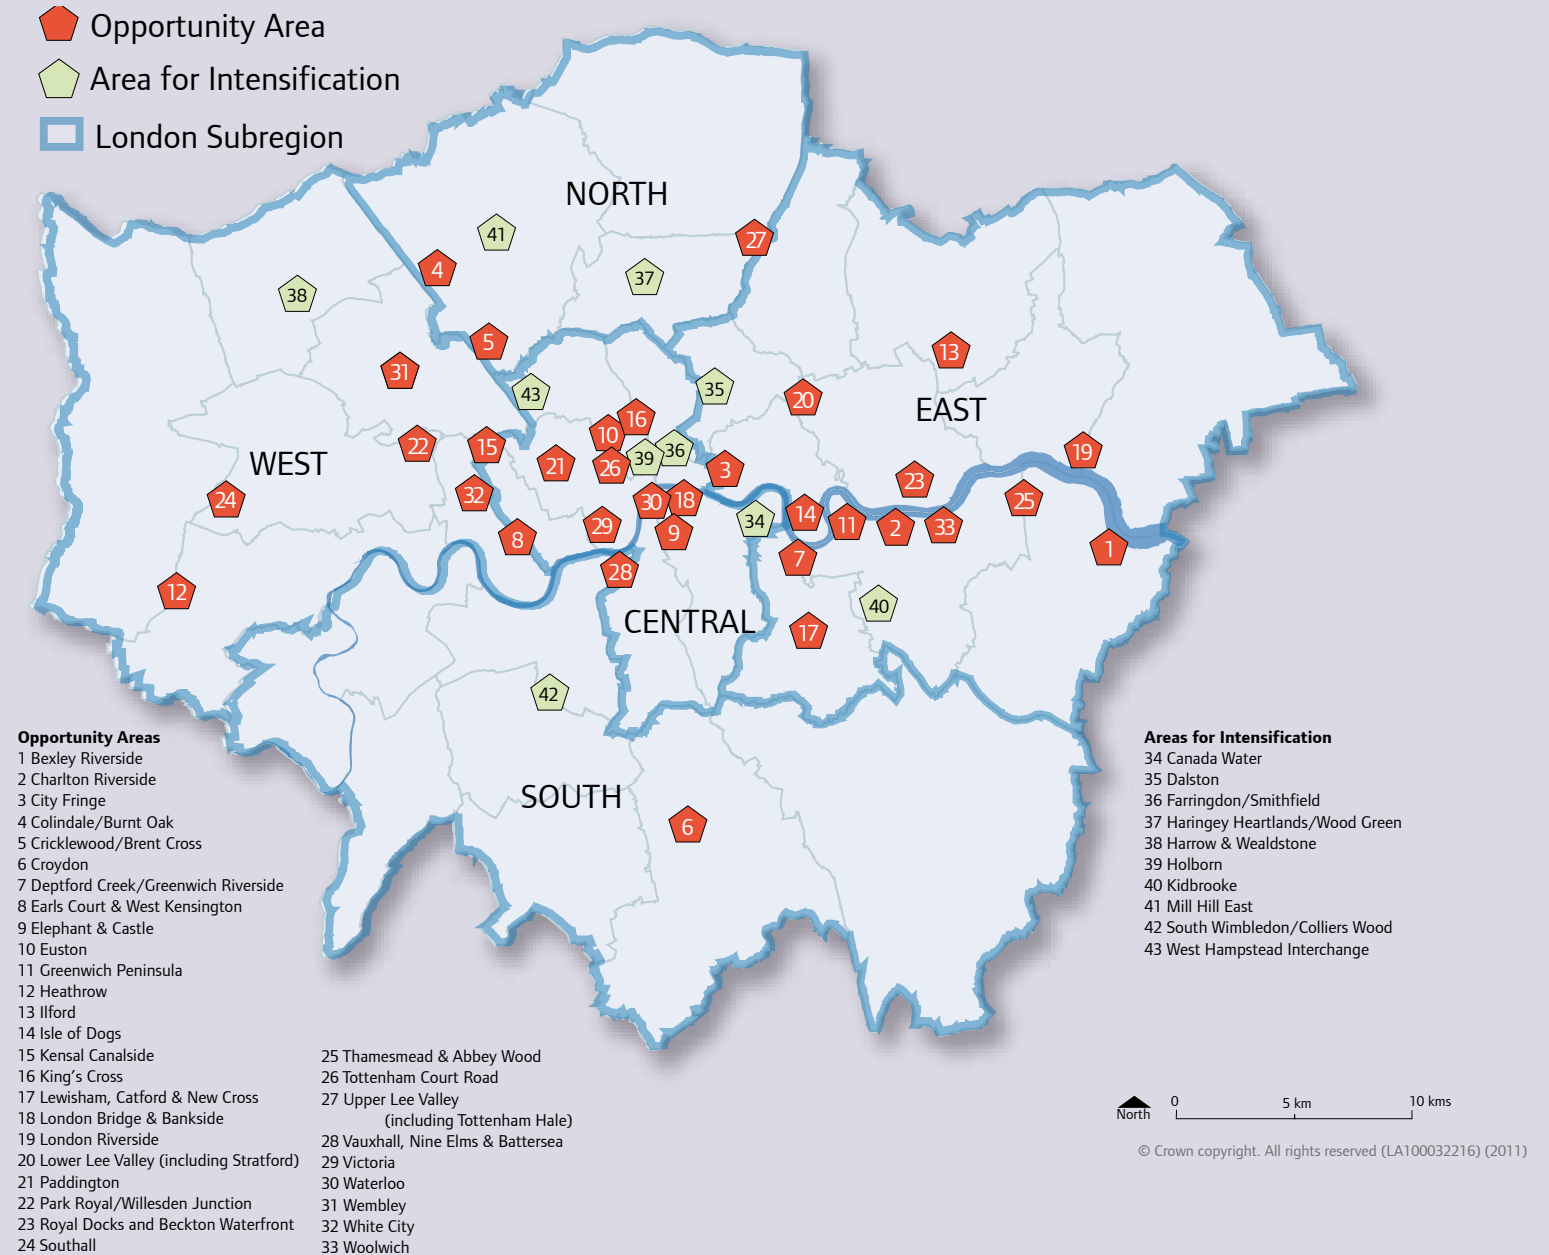 Opportunity Area
Area for Intensification
London Subregion
NORTH
41
27
4
37
38
5
13
31
43
35
20
EAST
16
10
22
15
36
19
39
WEST
21
26
3
23
24
32
30
18
25
14
34
29
11
2
33
8
9
1
7
28
12
40
CENTRAL
17
42
SOUTH
6
Opportunity Areas
1 Bexley Riverside
2 Charlton Riverside
3 City Fringe
4 Colindale/Burnt Oak
5 Cricklewood/Brent Cross
6 Croydon
7 Deptford Creek/Greenwich Riverside
8 Earls Court & West Kensington
9 Elephant & Castle
10 Euston
11 Greenwich Peninsula
12 Heathrow
13 Ilford
14 Isle of Dogs
15 Kensal Canalside
16 King's Cross
17 Lewisham, Catford & New Cross
18 London Bridge & Bankside
19 London Riverside
20 Lower Lee Valley (including Stratford)
21 Paddington
22 Park Royal/Willesden Junction
23 Royal Docks and Beckton Waterfront
24 Southall
25 Thamesmead & Abbey Wood
26 Tottenham Court Road
27 Upper Lee Valley
(including Tottenham Hale)
28 Vauxhall, Nine Elms & Battersea
29 Victoria
30 Waterloo
31 Wembley
32 White City
33 Woolwich
Areas for Intensification
34 Canada Water
35 Dalston
36 Farringdon/Smithfield
37 Haringey Heartlands/Wood Green
38 Harrow & Wealdstone
39 Holborn
40 Kidbrooke
41 Mill Hill East
42 South Wimbledon/Colliers Wood
43 West Hampstead Interchange
North
0 5 km 10 kms
© Crown copyright. All rights reserved (LA100032216) (2011)